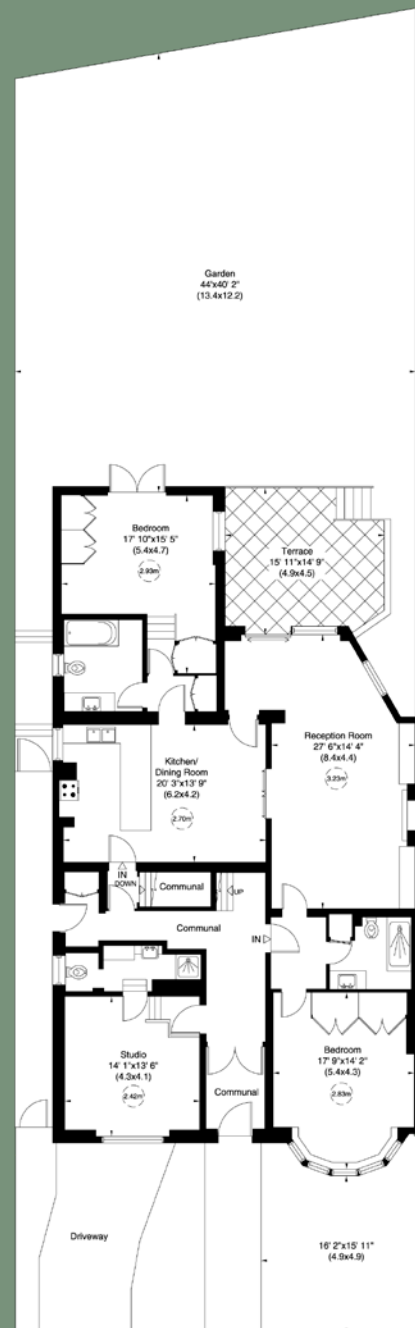 Garden
44'x40' 2"
(13.4x12.2)
Bedroom
17' 10"x15' 5"
(5.4x4.7)
2.93m
Terrace
15' 11"x14' 9"
(4.9x4.5)
Reception Room
27' 6"x14' 4"
(8.4x4.4)
3.23m
Kitchen/
Dining Room
20' 3"x13' 9"
(6.2x4.2)
2.70m
IN
DOWN
Communal
UP
Communal
IN
Studio
14' 1"x13' 6"
(4.3x4.1)
2.42m
Communal
Bedroom
17' 9"x14' 2"
(5.4x4.3)
2.83m
Driveway
16' 2"x15' 11"
(4.9x4.9)